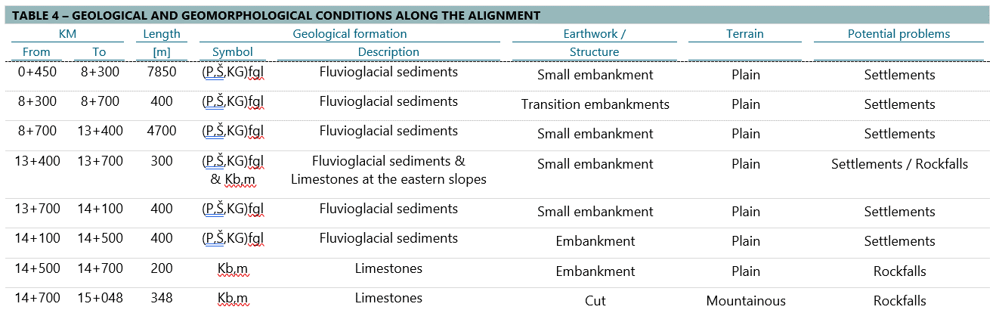 TABLE 4 – GEOLOGICAL AND GEOMORPHOLOGICAL CONDITIONS ALONG THE ALIGNMENT
KM Length Geological formation Earthwork / Terrain Potential problems
From To [m] Symbol Description Structure
0+450 8+300 7850 (P,Š,KG)fgl Fluvioglacial sediments Small embankment Plain Settlements
8+300 8+700 400 (P,Š,KG)fgl Fluvioglacial sediments Transition embankments Plain Settlements
8+700 13+400 4700 (P,Š,KG)fgl Fluvioglacial sediments Small embankment Plain Settlements
13+400 13+700 300 (P,Š,KG)fgl Fluvioglacial sediments & Small embankment Plain Settlements / Rockfalls
& Kb,m Limestones at the eastern slopes
13+700 14+100 400 (P,Š,KG)fgl Fluvioglacial sediments Small embankment Plain Settlements
14+100 14+500 400 (P,Š,KG)fgl Fluvioglacial sediments Embankment Plain Settlements
14+500 14+700 200 Kb,m Limestones Embankment Plain Rockfalls
14+700 15+048 348 Kb,m Limestones Cut Mountainous Rockfalls